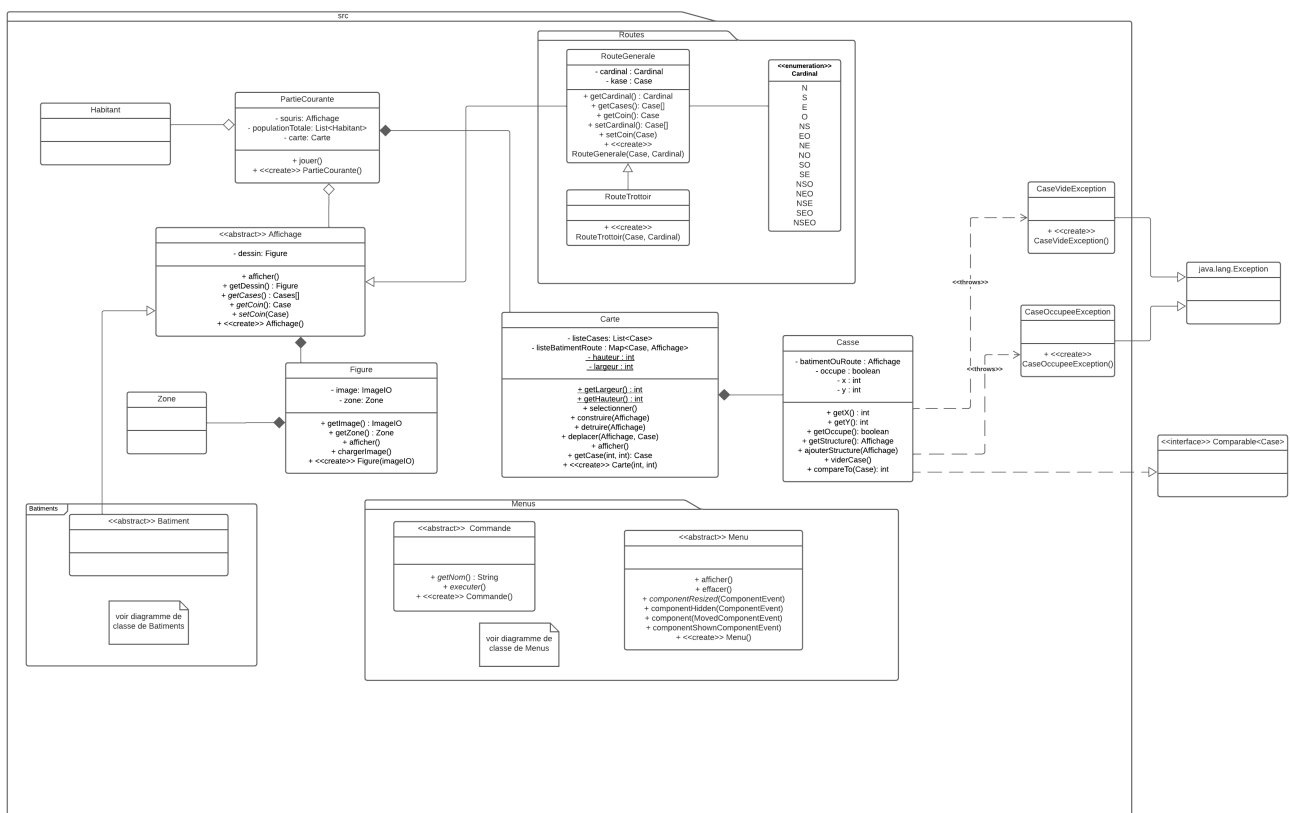 src
Routes
RouteGenerale
- cardinal : Cardinal
- kase : Case
+ getCardinal() : Cardinal
+ getCases(): Case[]
+ getCoin(): Case
+ setCardinal(): Case[]
+ setCoin(Case)
+ <<create>>
RouteGenerale(Case, Cardinal)
<<enumeration>>
Cardinal
N
S
E
O
NS
EO
NE
NO
SO
SE
NSO
NEO
NSE
SEO
NSEO
RouteTrottoir
+ <<create>>
RouteTrottoir(Case, Cardinal)
Habitant
PartieCourante
- souris: Affichage
- populationTotale: List<Habitant>
- carte: Carte
+ jouer()
+ <<create>> PartieCourante()
<<abstract>> Affichage
- dessin: Figure
+ afficher()
+ getDessin() : Figure
+ getCases() : Cases[]
+ getCoin(): Case
+ setCoin(Case)
+ <<create>> Affichage()
CaseVideException
+ <<create>>
CaseVideException()
java.lang.Exception
<<throws>>
CaseOccupeeException
+ <<create>>
CaseOccupeeException()
<<throws>>
Carte
- listeCases: List<Case>
- listeBatimentRoute : Map<Case, Affichage>
- hauteur : int
- largeur : int
+ getLargeur() : int
+ getHauteur() : int
+ selectionner()
+ construire(Affichage)
+ detruire(Affichage)
+ deplacer(Affichage, Case)
+ afficher()
+ getCase(int, int): Case
+ <<create>> Carte(int, int)
Casse
- batimentOuRoute : Affichage
- occupe : boolean
- x : int
- y : int
+ getX() : int
+ getY(): int
+ getOccupe(): boolean
+ getStructure(): Affichage
+ ajouterStructure(Affichage)
+ viderCase()
+ compareTo(Case): int
Figure
- image: ImageIO
- zone: Zone
+ getImage() : ImageIO
+ getZone() : Zone
+ afficher()
+ chargerImage()
+ <<create>> Figure(imageIO)
Zone
<<interface>> Comparable<Case>
Batiments
<<abstract>> Batiment
voir diagramme de
classe de Batiments
Menus
<<abstract>> Commande
+ getNom() : String
+ executer()
+ <<create>> Commande()
voir diagramme de
classe de Menus
<<abstract>> Menu
+ afficher()
+ effacer()
+ componentResized(ComponentEvent)
+ componentHidden(ComponentEvent)
+ component(MovedComponentEvent)
+ componentShownComponentEvent)
+ <<create>> Menu()